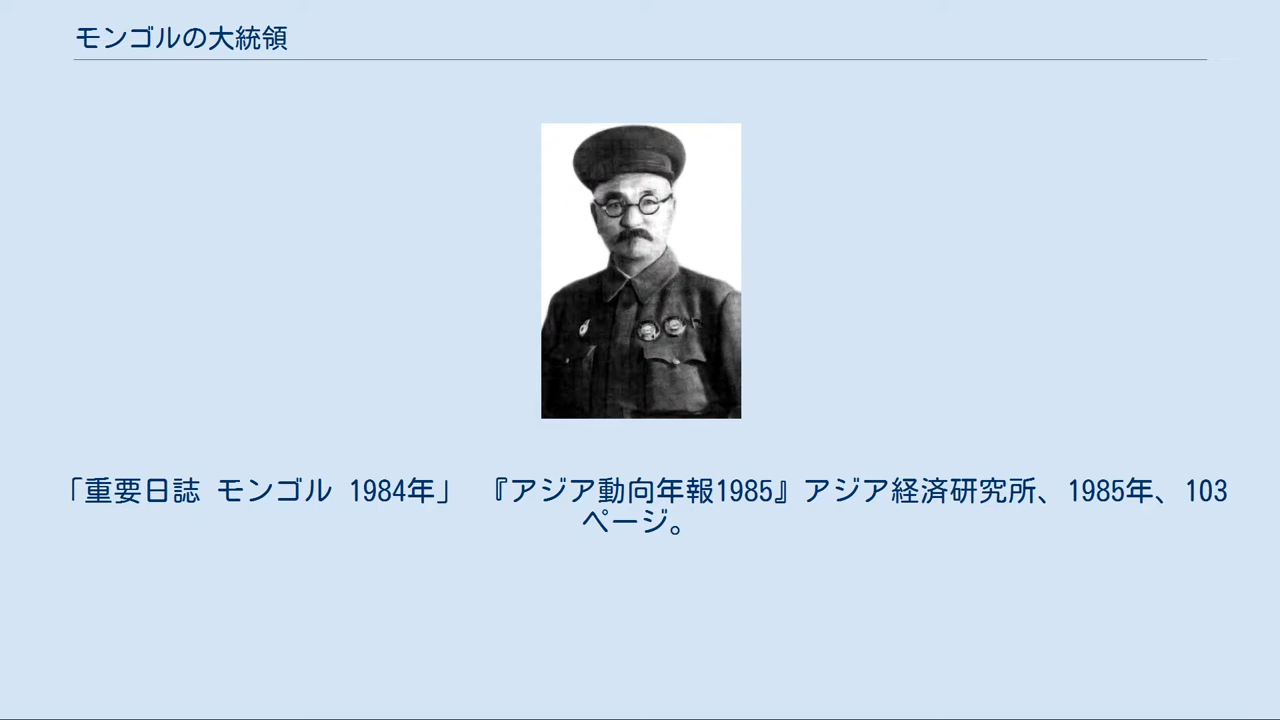 モンゴルの大統領
「重要日誌 モンゴル 1984年」 『アジア動向年報1985』アジア経済研究所、1985年、103
ページ。